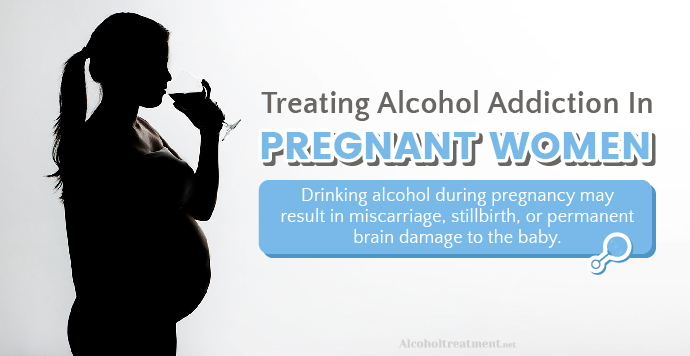 Treating Alcohol Addiction In
PREGNANT WOMEN
Drinking alcohol during pregnancy may
result in miscarriage, stillbirth, or permanent
brain damage to the baby.
Alcoholtreatment.net